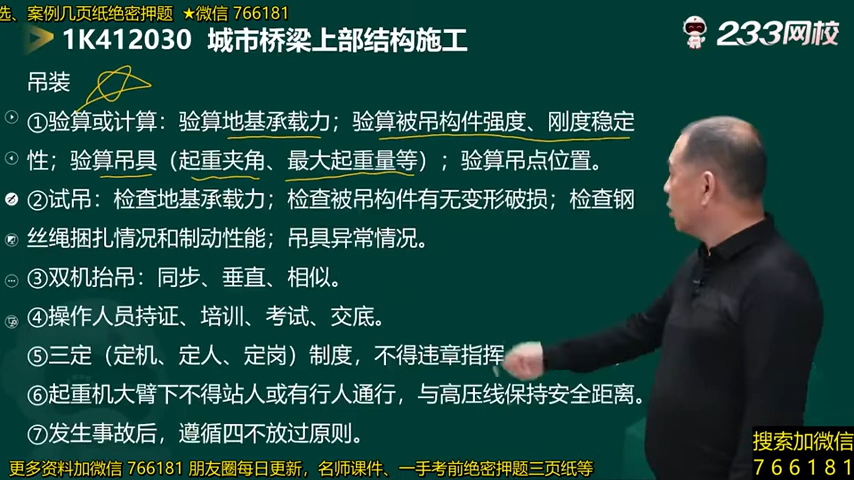 选、案例几页纸绝密押题 ★微信 766181
1K412030 城市桥梁上部结构施工
233网校
吊装
①验算或计算：验算地基承载力；验算被吊构件强度、刚度稳定
性；验算吊具（起重夹角、最大起重量等）；验算吊点位置。
②试吊：检查地基承载力；检查被吊构件有无变形破损；检查钢
丝绳捆扎情况和制动性能；吊具异常情况。
③双机抬吊：同步、垂直、相似。
④操作人员持证、培训、考试、交底。
⑤三定（定机、定人、定岗）制度，不得违章指挥
⑥起重机大臂下不得站人或有行人通行，与高压线保持安全距离。
⑦发生事故后，遵循四不放过原则。
搜索加微信
766181
更多资料加微信 766181 朋友圈每日更新，名师课件、一手考前绝密押题三页纸等